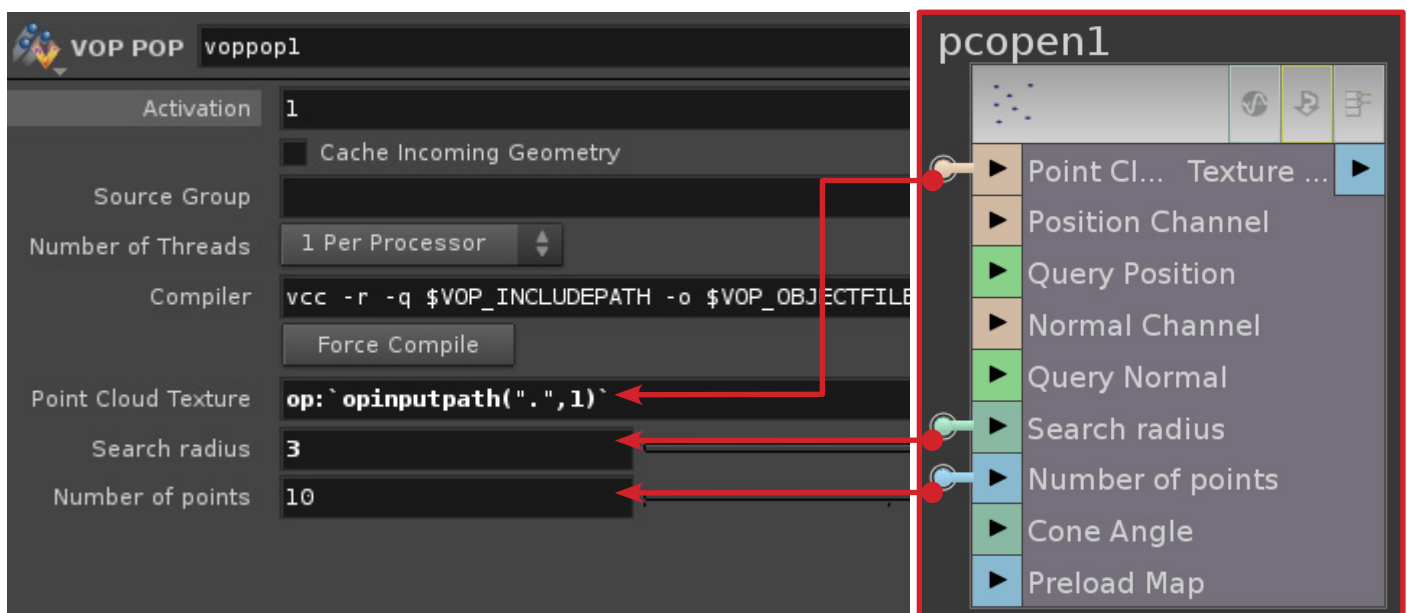 VOP POP voppop1
Activation 1
Cache Incoming Geometry
Source Group
Number of Threads 1 Per Processor
Compiler vcc -r -q $VOP_INCLUDEPATH -o $VOP_OBJECTFILE
Force Compile
Point Cloud Texture op:`opinputpath(".",1)`
Search radius 3
Number of points 10
pcopen1
Point Cl... Texture ...
Position Channel
Query Position
Normal Channel
Query Normal
Search radius
Number of points
Cone Angle
Preload Map